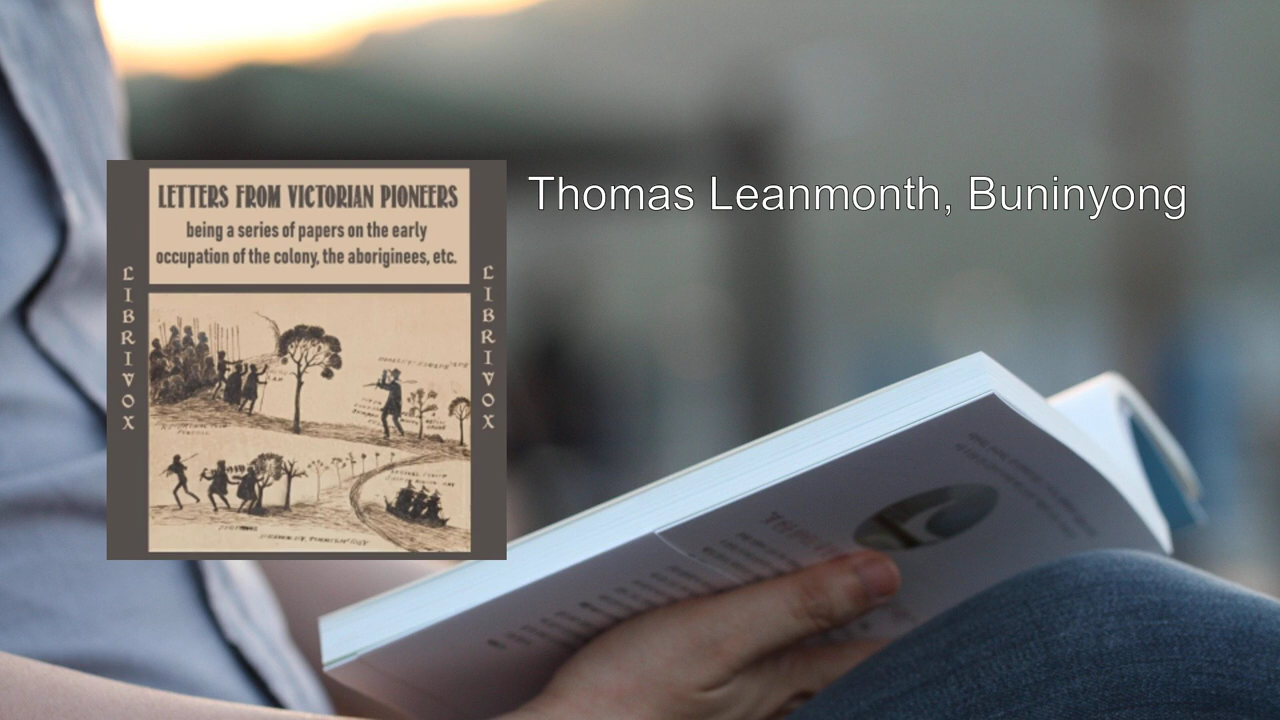 Thomas Leanmonth, Buninyong
LETTERS FROM VICTORIAN PIONEERS
being a series of papers on the early
occupation of the colony, the aboriginees, etc.
LIBRIVOX
LIBRIVOX